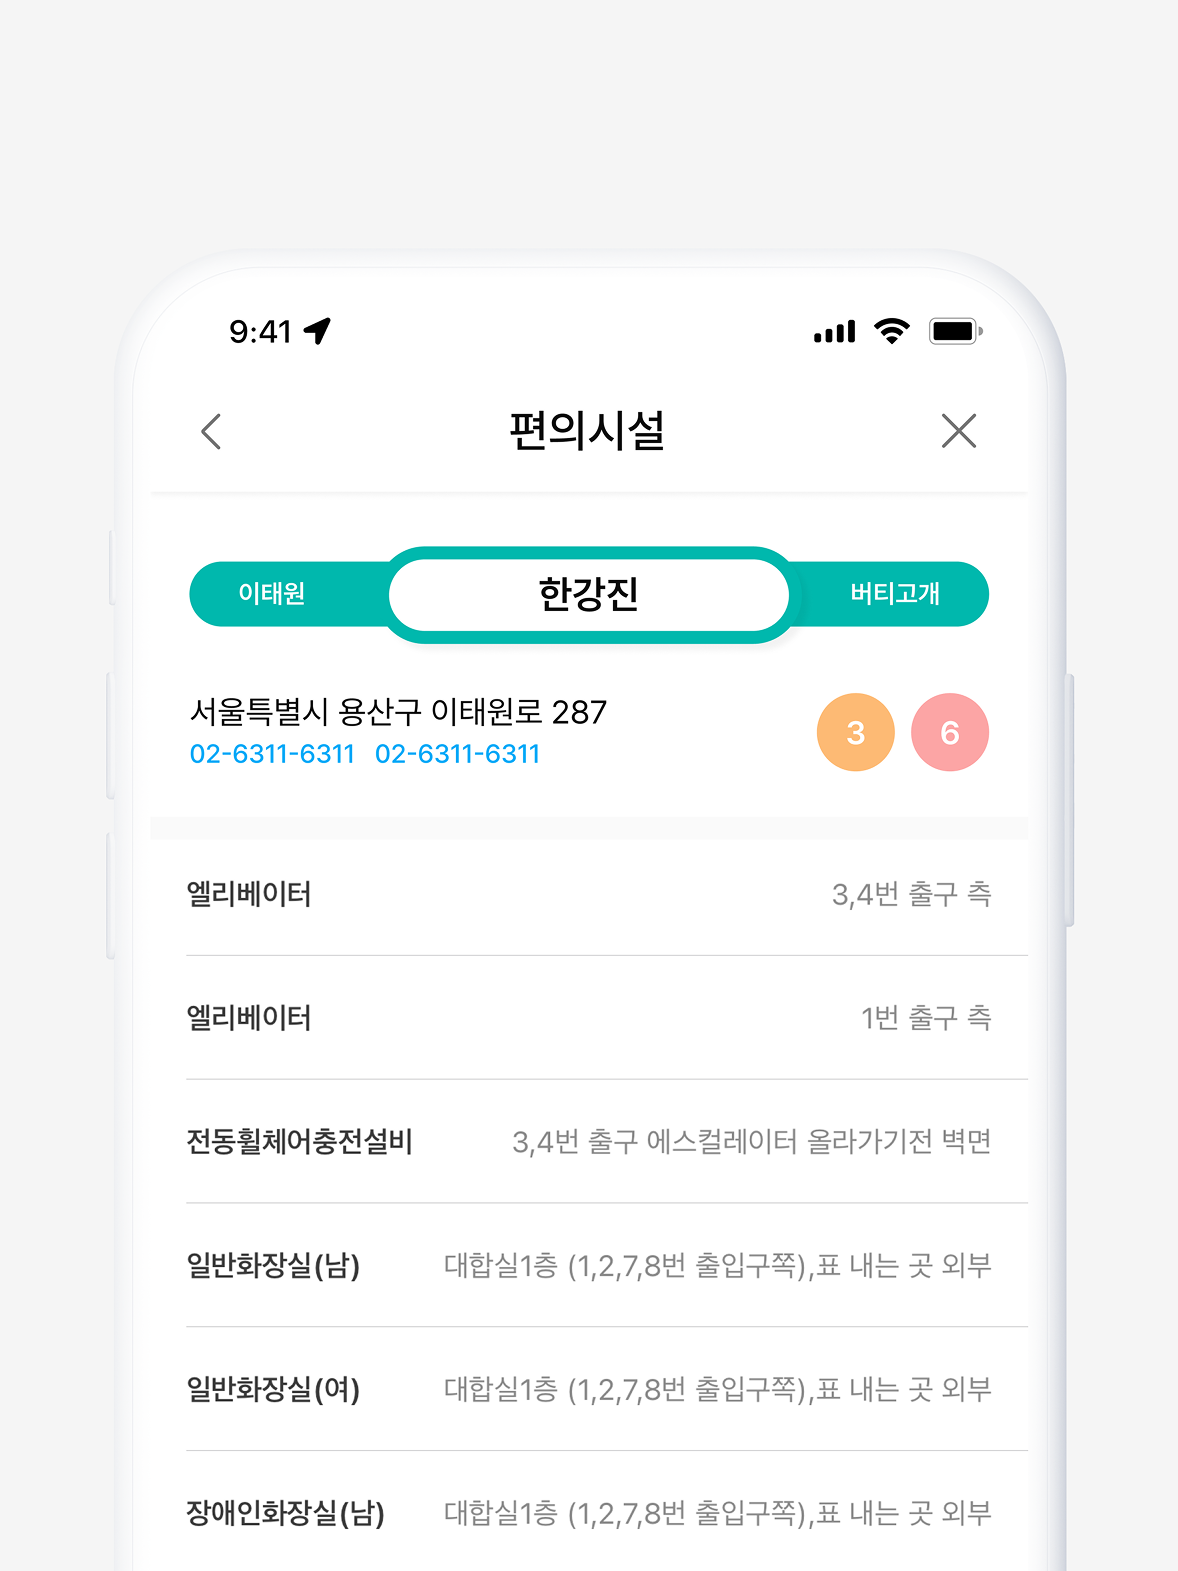 9:41
편의시설
이태원 한강진 버티고개
서울특별시 용산구 이태원로 287
02-6311-6311 02-6311-6311
3 6
엘리베이터 3,4번 출구 측
엘리베이터 1번 출구 측
전동휠체어충전설비 3,4번 출구 에스컬레이터 올라가기전 벽면
일반화장실(남) 대합실1층 (1,2,7,8번 출입구쪽),표 내는 곳 외부
일반화장실(여) 대합실1층 (1,2,7,8번 출입구쪽),표 내는 곳 외부
장애인화장실(남) 대합실1층 (1,2,7,8번 출입구쪽),표 내는 곳 외부